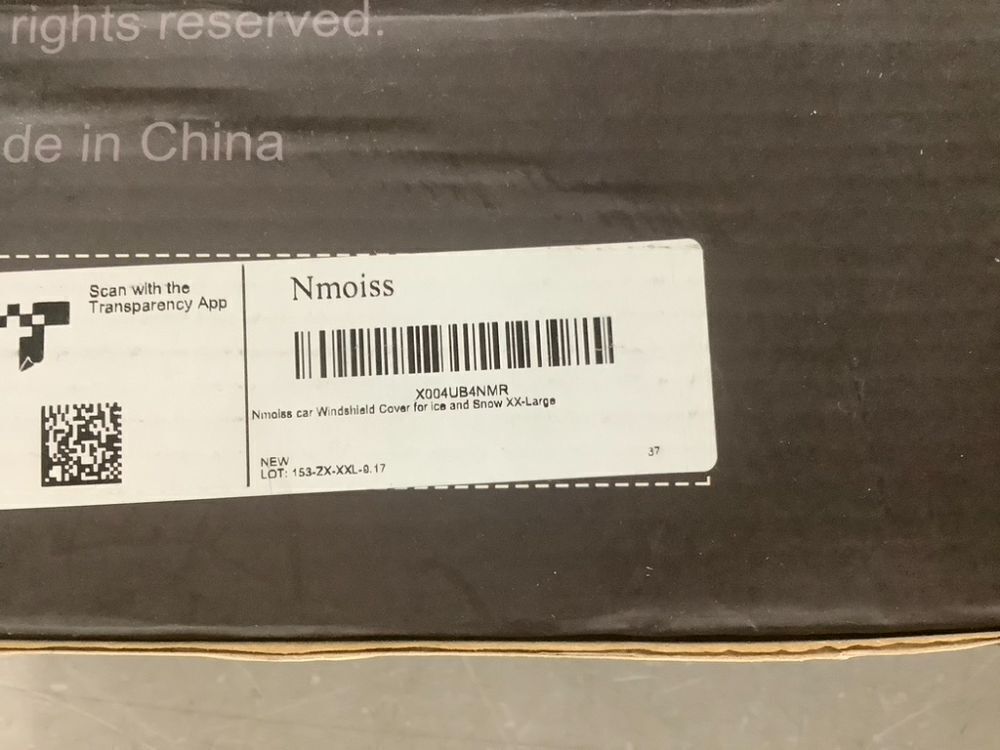 rights reserved.
de in China
Scan with the
Transparency App
Nmoiss
X004UB4NMR
Nmoiss car Windshield Cover for ice and Snow XX-Large
NEW
LOT: 153-ZX-XXL-9.17
37